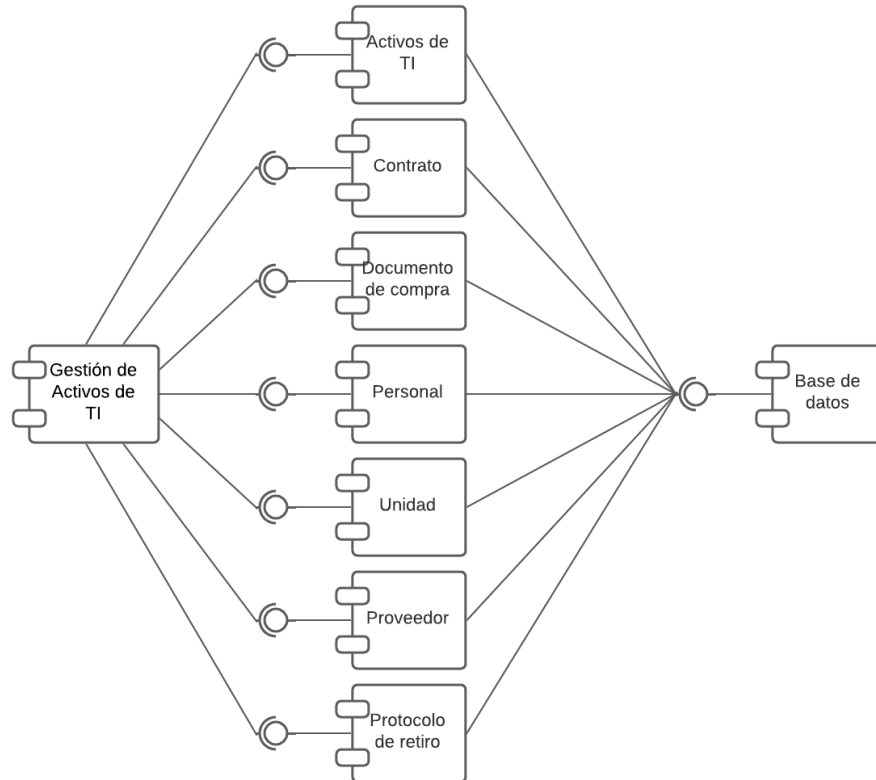 Activos de
TI
Contrato
Documento
de compra
Gestión de
Activos de
TI
Personal
Base de
datos
Unidad
Proveedor
Protocolo
de retiro